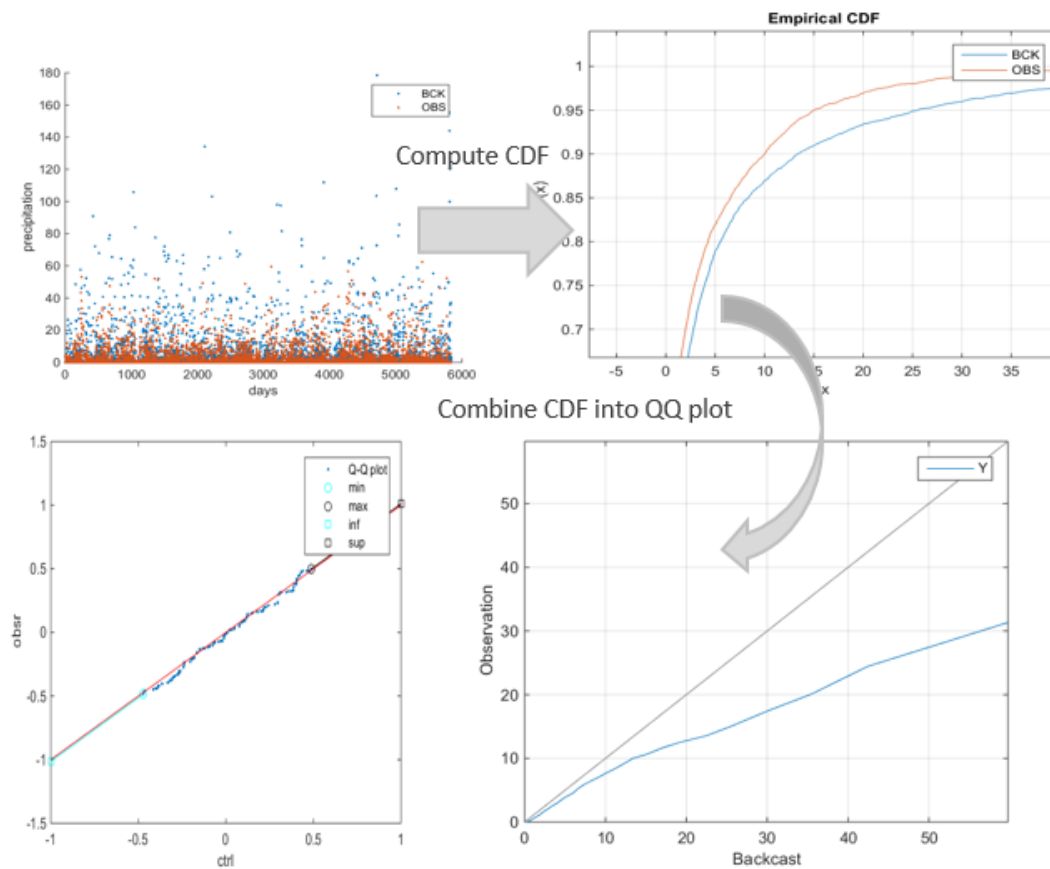 Empirical CDF
BCK
OBS
180
160
140
120
100
80
60
40
20
0
precipitation
0 1000 2000 3000 4000 5000 6000
days
Compute CDF
BCK
OBS
1
0.95
0.9
0.85
0.8
0.75
0.7
(x)
-5 0 5 10 15 20 25 30 35
x
Combine CDF into QQ plot
Q-Q plot
min
max
inf
sup
1.5
1
0.5
0
-0.5
-1
-1.5
obsr
-1 -0.5 0 0.5 1
ctrl
Y
50
40
30
20
10
0
Observation
0 10 20 30 40 50
Backcast